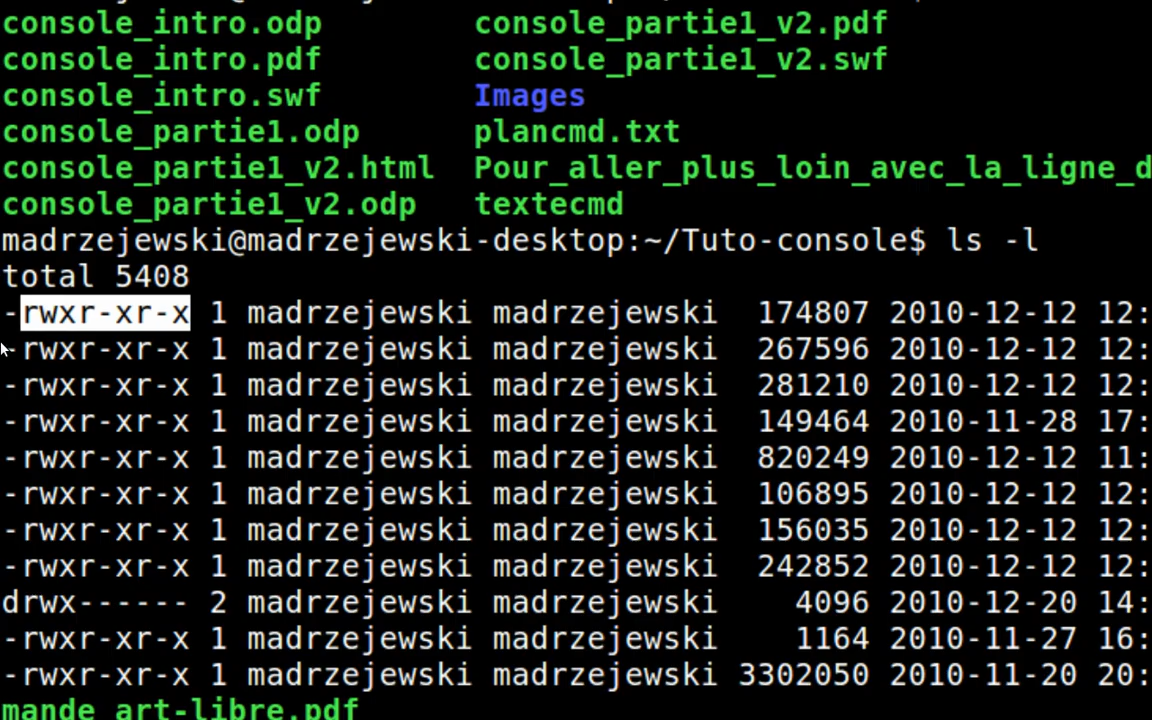 console_intro.odp console_partie1_v2.pdf
console_intro.pdf console_partie1_v2.swf
console_intro.swf Images
console_partie1.odp plancmd.txt
console_partie1_v2.html Pour_aller_plus_loin_avec_la_ligne_d
console_partie1_v2.odp textecmd
madrzejewski@madrzejewski-desktop:~/Tuto-console$ ls -l
total 5408
-rwxr-xr-x 1 madrzejewski madrzejewski 174807 2010-12-12 12:
-rwxr-xr-x 1 madrzejewski madrzejewski 267596 2010-12-12 12:
-rwxr-xr-x 1 madrzejewski madrzejewski 281210 2010-12-12 12:
-rwxr-xr-x 1 madrzejewski madrzejewski 149464 2010-11-28 17:
-rwxr-xr-x 1 madrzejewski madrzejewski 820249 2010-12-12 11:
-rwxr-xr-x 1 madrzejewski madrzejewski 106895 2010-12-12 12:
-rwxr-xr-x 1 madrzejewski madrzejewski 156035 2010-12-12 12:
-rwxr-xr-x 1 madrzejewski madrzejewski 242852 2010-12-12 12:
drwx------ 2 madrzejewski madrzejewski 4096 2010-12-20 14:
-rwxr-xr-x 1 madrzejewski madrzejewski 1164 2010-11-27 16:
-rwxr-xr-x 1 madrzejewski madrzejewski 3302050 2010-11-20 20:
mande_art-libre.pdf